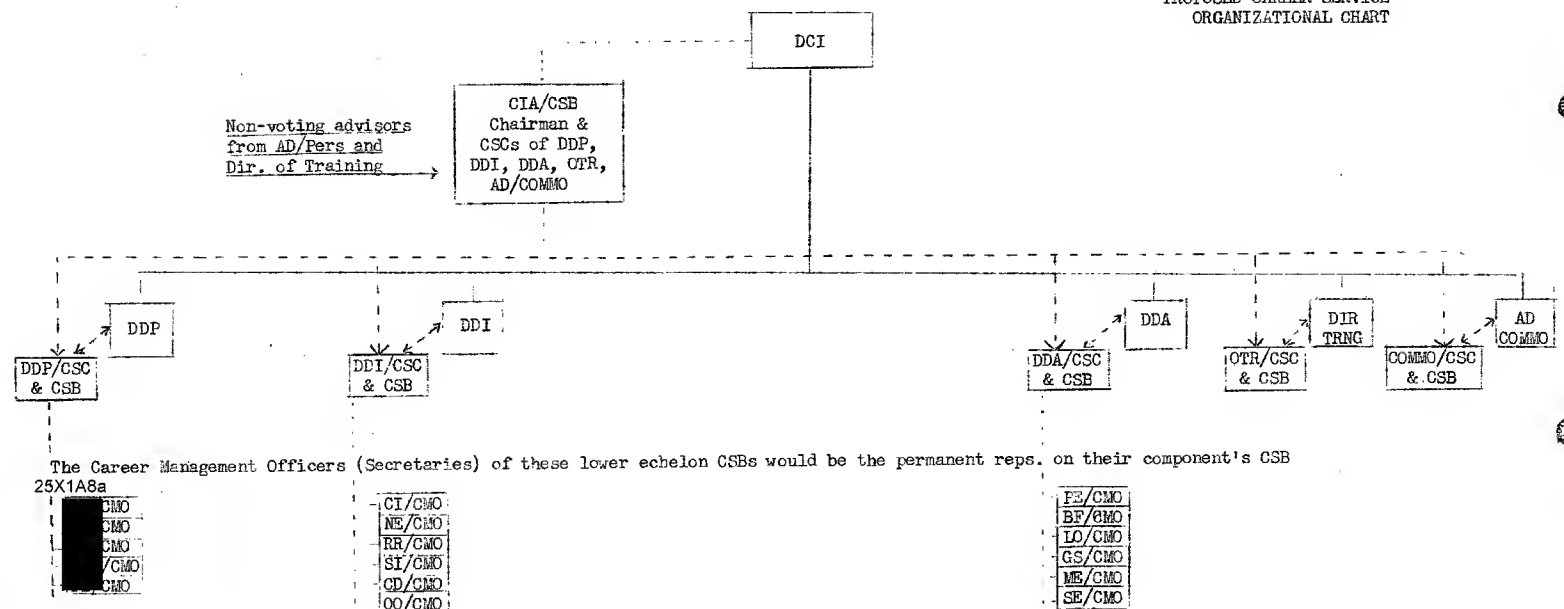 PROPOSED CAREER SERVICE
ORGANIZATIONAL CHART
DCI
CIA/CSB
Chairman &
CSCs of DDP,
DDI, DDA, OTR,
AD/COMMO
Non-voting advisors
from AD/Pers and
Dir. of Training
DDP
DDI
DDA
DIR
TRNG
AD
COMMO
DDP/CSC
& CSB
DDI/CSC
& CSB
DDA/CSC
& CSB
OTR/CSC
& CSB
COMMO/CSC
& CSB
The Career Management Officers (Secretaries) of these lower echelon CSBs would be the permanent reps. on their component's CSB
25X1A8a
CMO
CMO
CMO
/CMO
CMO
CI/CMO
NE/CMO
RR/CMO
SI/CMO
CD/CMO
OO/CMO
PE/CMO
BF/CMO
LO/CMO
GS/CMO
ME/CMO
SE/CMO